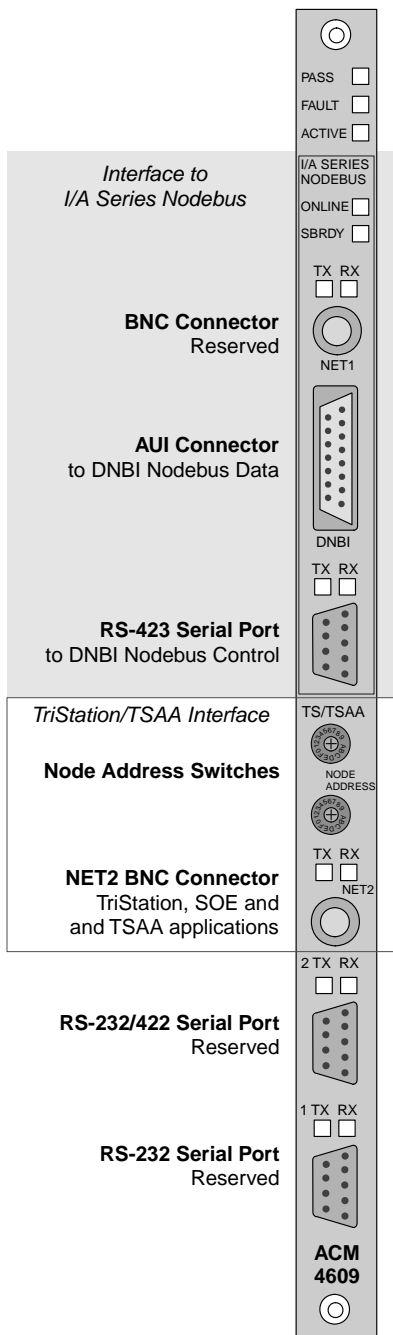 PASS
FAULT
ACTIVE
Interface to
I/A Series Nodebus
I/A SERIES
NODEBUS
ONLINE
SBRDY
TX RX
BNC Connector
Reserved
NET1
AUI Connector
to DNBI Nodebus Data
DNBI
TX RX
RS-423 Serial Port
to DNBI Nodebus Control
TriStation/TSAA Interface
TS/TSAA
0123456789ABCDEF
Node Address Switches
NODE
ADDRESS
0123456789ABCDEF
TX RX
NET2 BNC Connector
NET2
TriStation, SOE and
and TSAA applications
2 TX RX
RS-232/422 Serial Port
Reserved
1 TX RX
RS-232 Serial Port
Reserved
ACM
4609